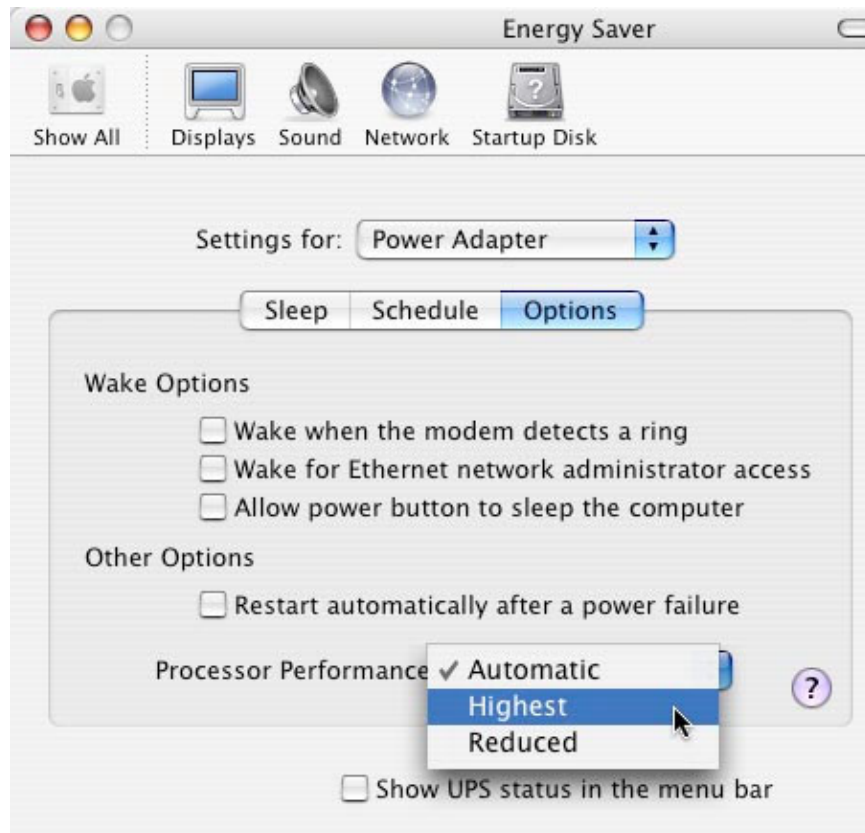 Energy Saver
Show All
Displays
Sound
Network
Startup Disk
Settings for: Power Adapter
Sleep
Schedule
Options
Wake Options
Wake when the modem detects a ring
Wake for Ethernet network administrator access
Allow power button to sleep the computer
Other Options
Restart automatically after a power failure
Processor Performance
✓ Automatic
Highest
Reduced
?
Show UPS status in the menu bar